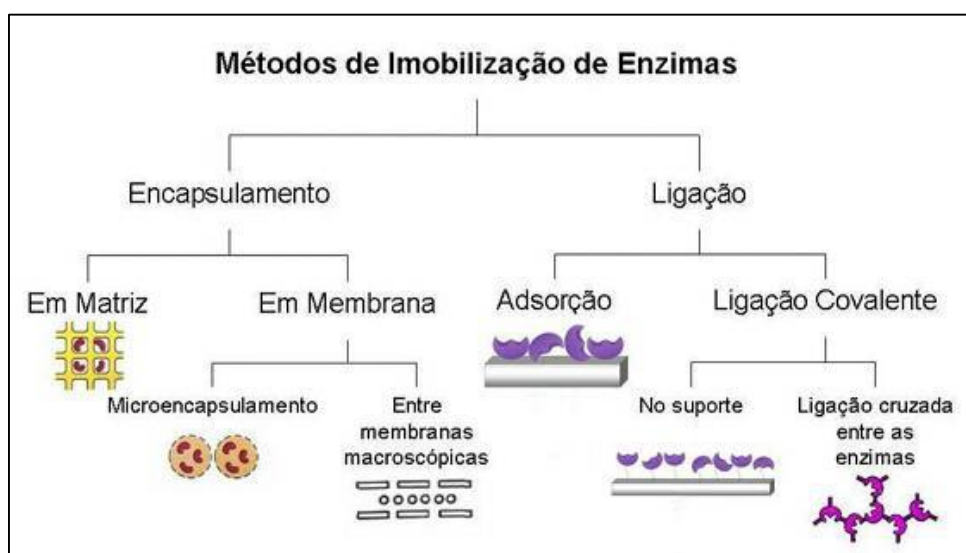 Métodos de Imobilização de Enzimas
Encapsulamento
Ligação
Em Matriz
Em Membrana
Adsorção
Ligação Covalente
Microencapsulamento
Entre
membranas
macroscópicas
No suporte
Ligação cruzada
entre as
enzimas